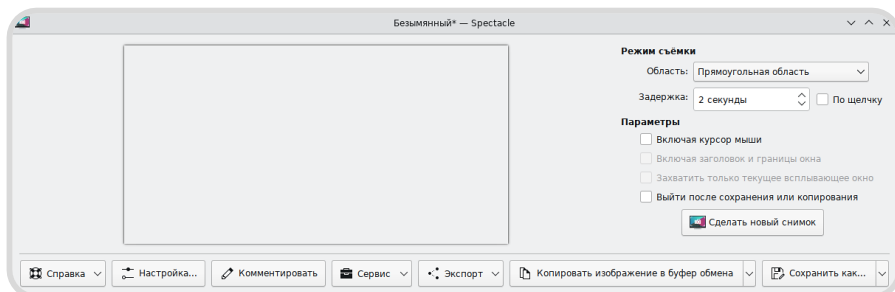 Безымянный* — Spectacle
Режим съёмки
Область: Прямоугольная область
Задержка: 2 секунды По щелчку
Параметры
Включая курсор мыши
Включая заголовок и границы окна
Захватить только текущее всплывающее окно
Выйти после сохранения или копирования
Сделать новый снимок
Справка Настройка... Комментировать Сервис Экспорт Копировать изображение в буфер обмена Сохранить как...